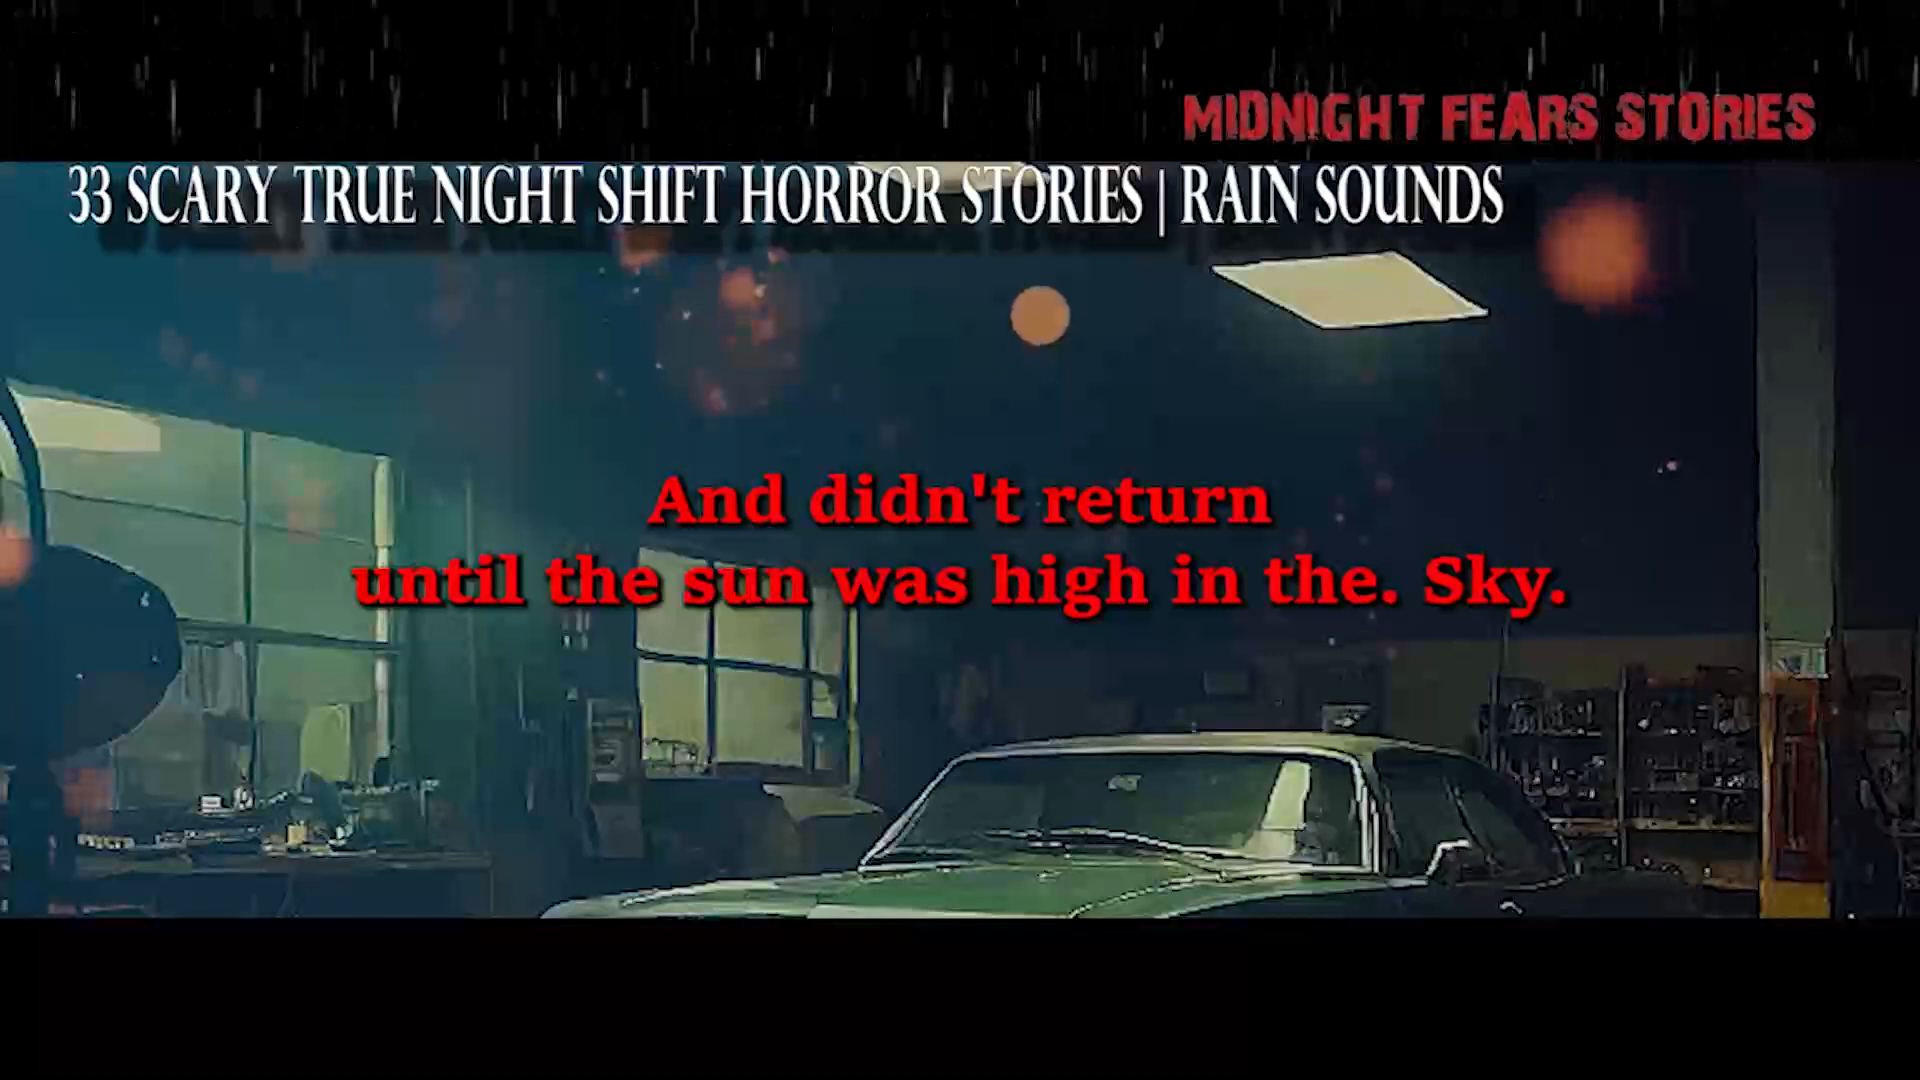 MIDNIGHT FEARS STORIES
33 SCARY TRUE NIGHT SHIFT HORROR STORIES | RAIN SOUNDS
And didn't return
until the sun was high in the. Sky.